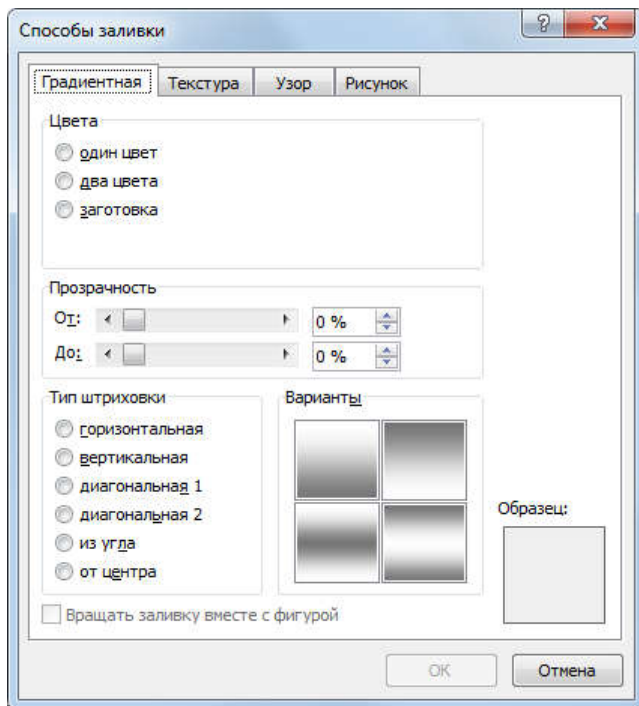 Способы заливки
Градиентная Текстура Узор Рисунок
Цвета
один цвет
два цвета
заготовка
Прозрачность
От: 0 %
До: 0 %
Тип штриховки
горизонтальная
вертикальная
диагональная 1
диагональная 2
из угла
от центра
Варианты
Образец:
Вращать заливку вместе с фигурой
ОК Отмена